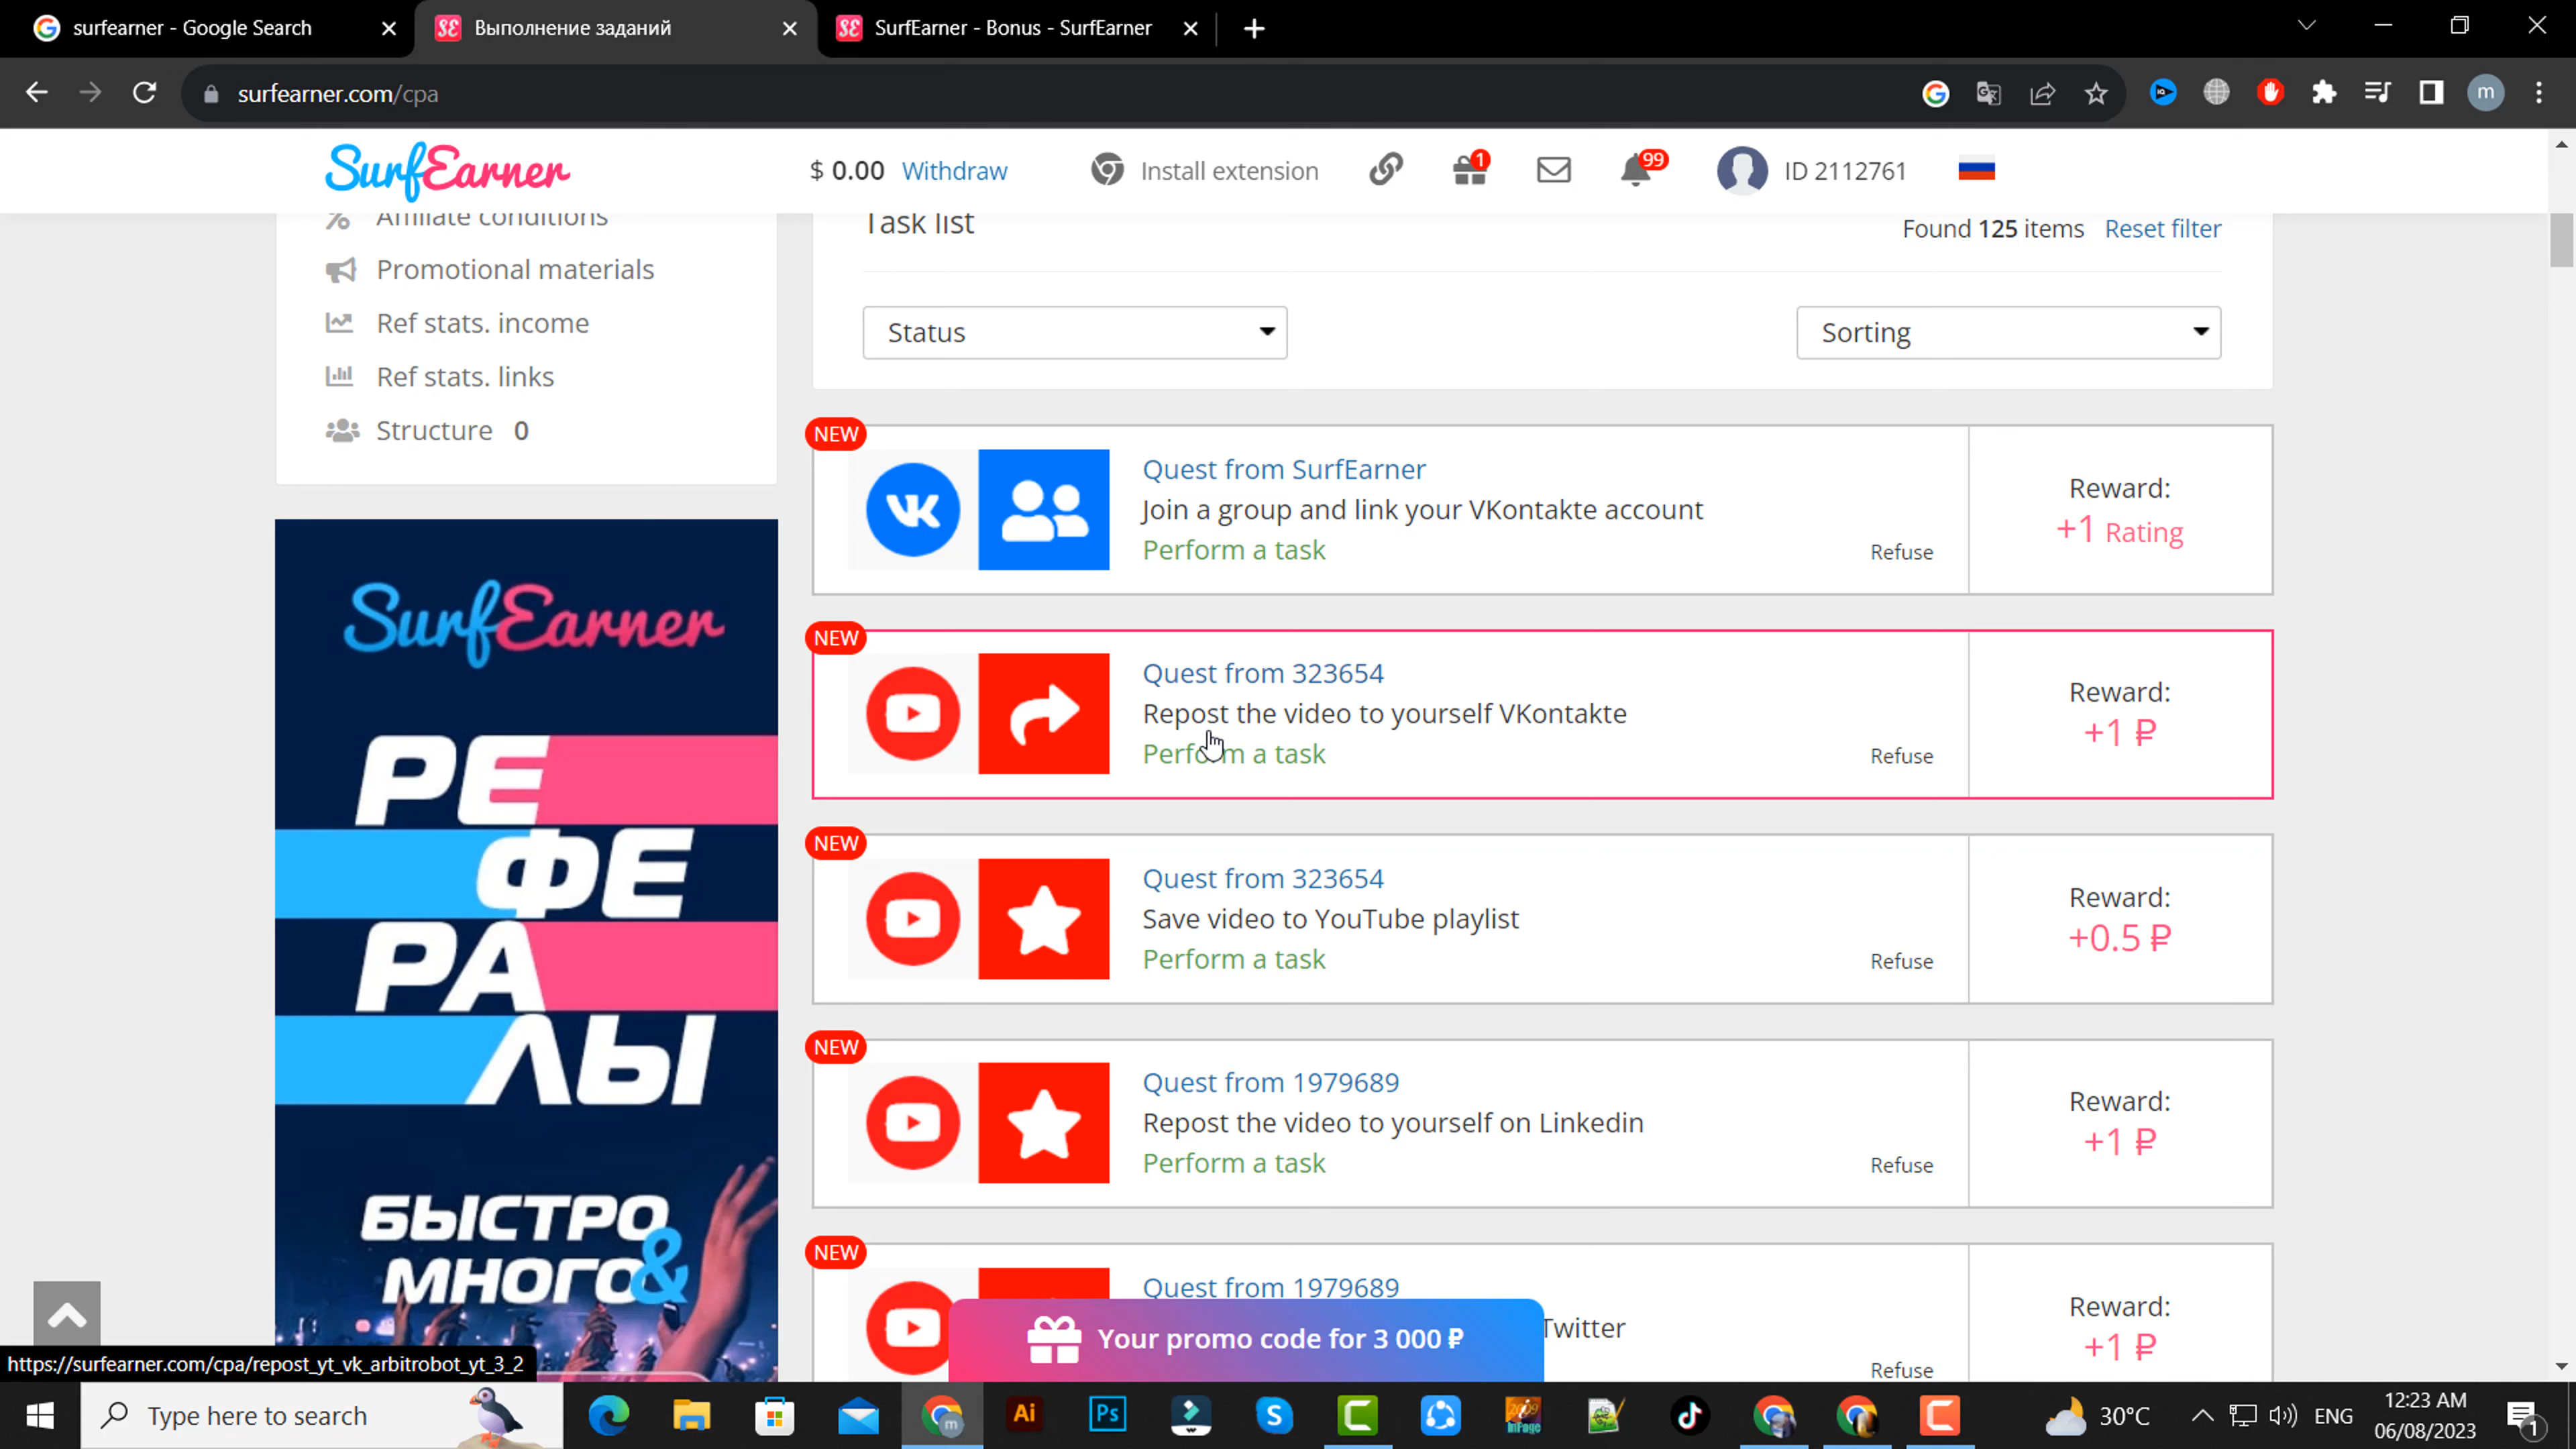 surfearner - Google Search
Выполнение заданий
SurfEarner - Bonus - SurfEarner
surfearner.com/cpa
m
SurfEarner
$ 0.00 Withdraw
Install extension
1
99
ID 2112761
Affiliate conditions
Promotional materials
Ref stats. income
Ref stats. links
Structure 0
Task list
Found 125 items Reset filter
Status
Sorting
NEW
Quest from SurfEarner
Join a group and link your VKontakte account
Perform a task
Refuse
Reward:
+1 Rating
NEW
Quest from 323654
Repost the video to yourself VKontakte
Perform a task
Refuse
Reward:
+1 ₽
NEW
Quest from 323654
Save video to YouTube playlist
Perform a task
Refuse
Reward:
+0.5 ₽
NEW
Quest from 1979689
Repost the video to yourself on Linkedin
Perform a task
Refuse
Reward:
+1 ₽
NEW
Quest from 1979689
Twitter
Refuse
Reward:
+1 ₽
SurfEarner
РЕ
ФЕ
РА
ЛЫ
БЫСТРО
МНОГО&
Your promo code for 3 000 ₽
https://surfearner.com/cpa/repost_yt_vk_arbitrobot_yt_3_2
Type here to search
Ai
Ps
30°C
ENG
12:23 AM
06/08/2023
1